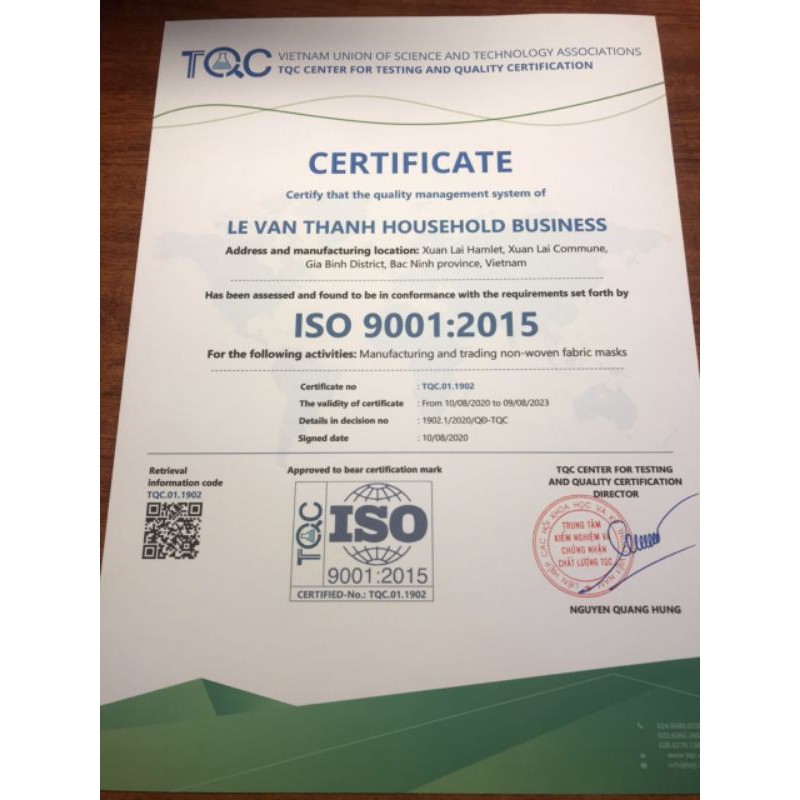 TQC VIETNAM UNION OF SCIENCE AND TECHNOLOGY ASSOCIATIONS
TQC CENTER FOR TESTING AND QUALITY CERTIFICATION
CERTIFICATE
Certify that the quality management system of
LE VAN THANH HOUSEHOLD BUSINESS
Address and manufacturing location: Xuan Lai Hamlet, Xuan Lai Commune,
Gia Binh District, Bac Ninh province, Vietnam
Has been assessed and found to be in conformance with the requirements set forth by
ISO 9001:2015
For the following activities: Manufacturing and trading non-woven fabric masks
Certificate no : TQC.01.1902
The validity of certificate : From 10/08/2020 to 09/08/2023
Details in decision no : 1902.1/2020/QĐ-TQC
Signed date : 10/08/2020
Retrieval
information code
TQC.01.1902
Approved to bear certification mark
TQC
ISO
9001:2015
CERTIFIED-No.: TQC.01.1902
TQC CENTER FOR TESTING
AND QUALITY CERTIFICATION
DIRECTOR
TRUNG TÂM
KIỂM NGHIỆM VÀ
CHỨNG NHẬN
CHẤT LƯỢNG TQC
NGUYEN QUANG HUNG